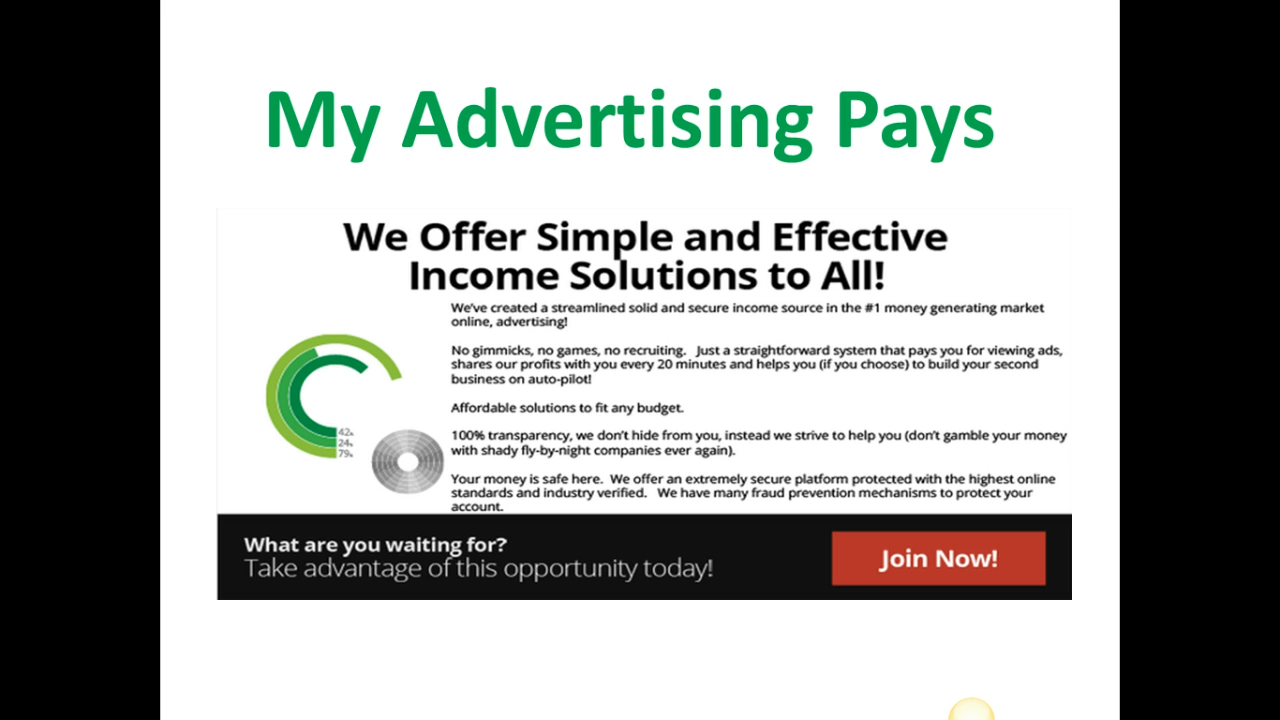 My Advertising Pays
We Offer Simple and Effective
Income Solutions to All!
We've created a streamlined solid and secure income source in the #1 money generating market
online, advertising!
No gimmicks, no games, no recruiting. Just a straightforward system that pays you for viewing ads,
shares our profits with you every 20 minutes and helps you (if you choose) to build your second
business on auto-pilot!
Affordable solutions to fit any budget.
100% transparency, we don't hide from you, instead we strive to help you (don't gamble your money
with shady fly-by-night companies ever again).
Your money is safe here. We offer an extremely secure platform protected with the highest online
standards and industry verified. We have many fraud prevention mechanisms to protect your
account.
42%
24%
79%
What are you waiting for?
Take advantage of this opportunity today!
Join Now!